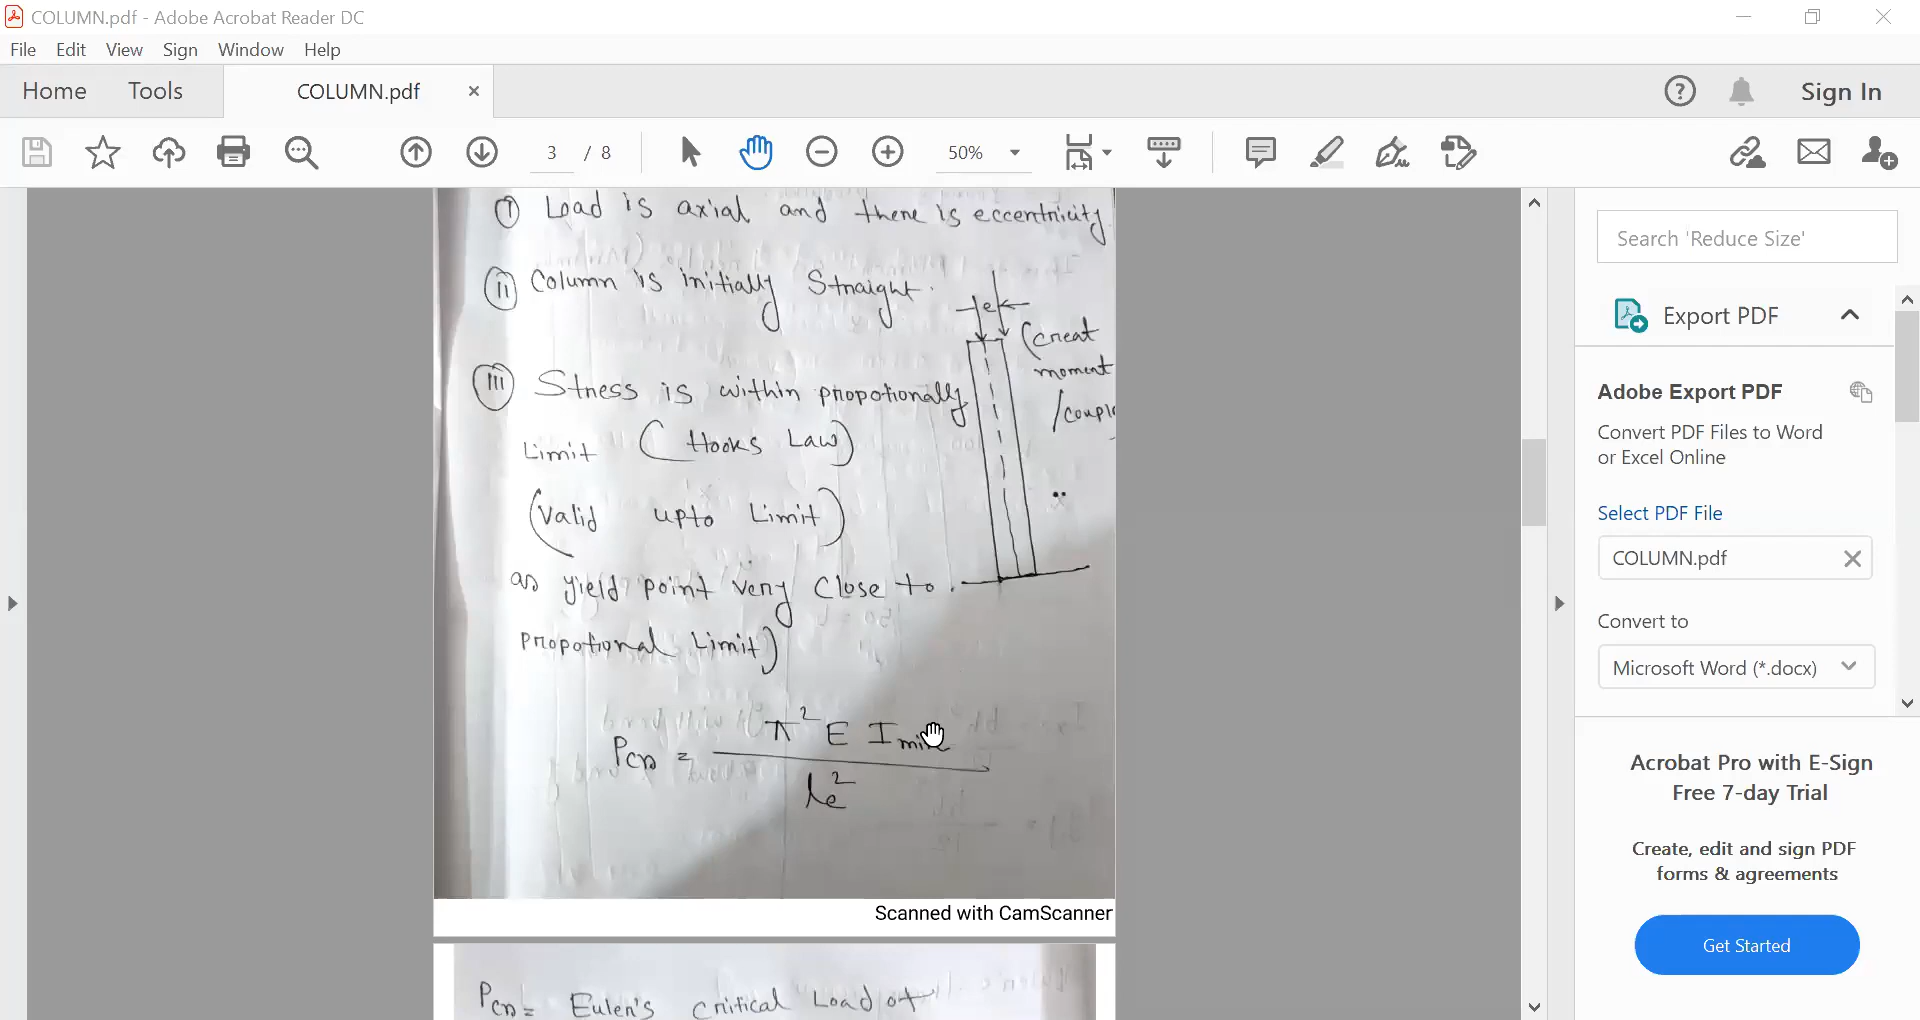 COLUMN.pdf - Adobe Acrobat Reader DC
File Edit View Sign Window Help
Home Tools COLUMN.pdf × Sign In
3 / 8 50%
Search 'Reduce Size'
Export PDF
Adobe Export PDF
Convert PDF Files to Word
or Excel Online
Select PDF File
COLUMN.pdf
Convert to
Microsoft Word (*.docx)
Acrobat Pro with E-Sign
Free 7-day Trial
Create, edit and sign PDF
forms & agreements
Get Started
(I) Load is axial and there is eccentricity
(II) Column is initially Straight.
e
(creat
moment
/couple
(III) Stress is within propotionally
Limit (Hooks Law)
(Valid upto Limit)
as yield point very close to
propotional Limit)
Pcr = π² E I min / le²
Scanned with CamScanner
Pcr = Euler's critical Load at